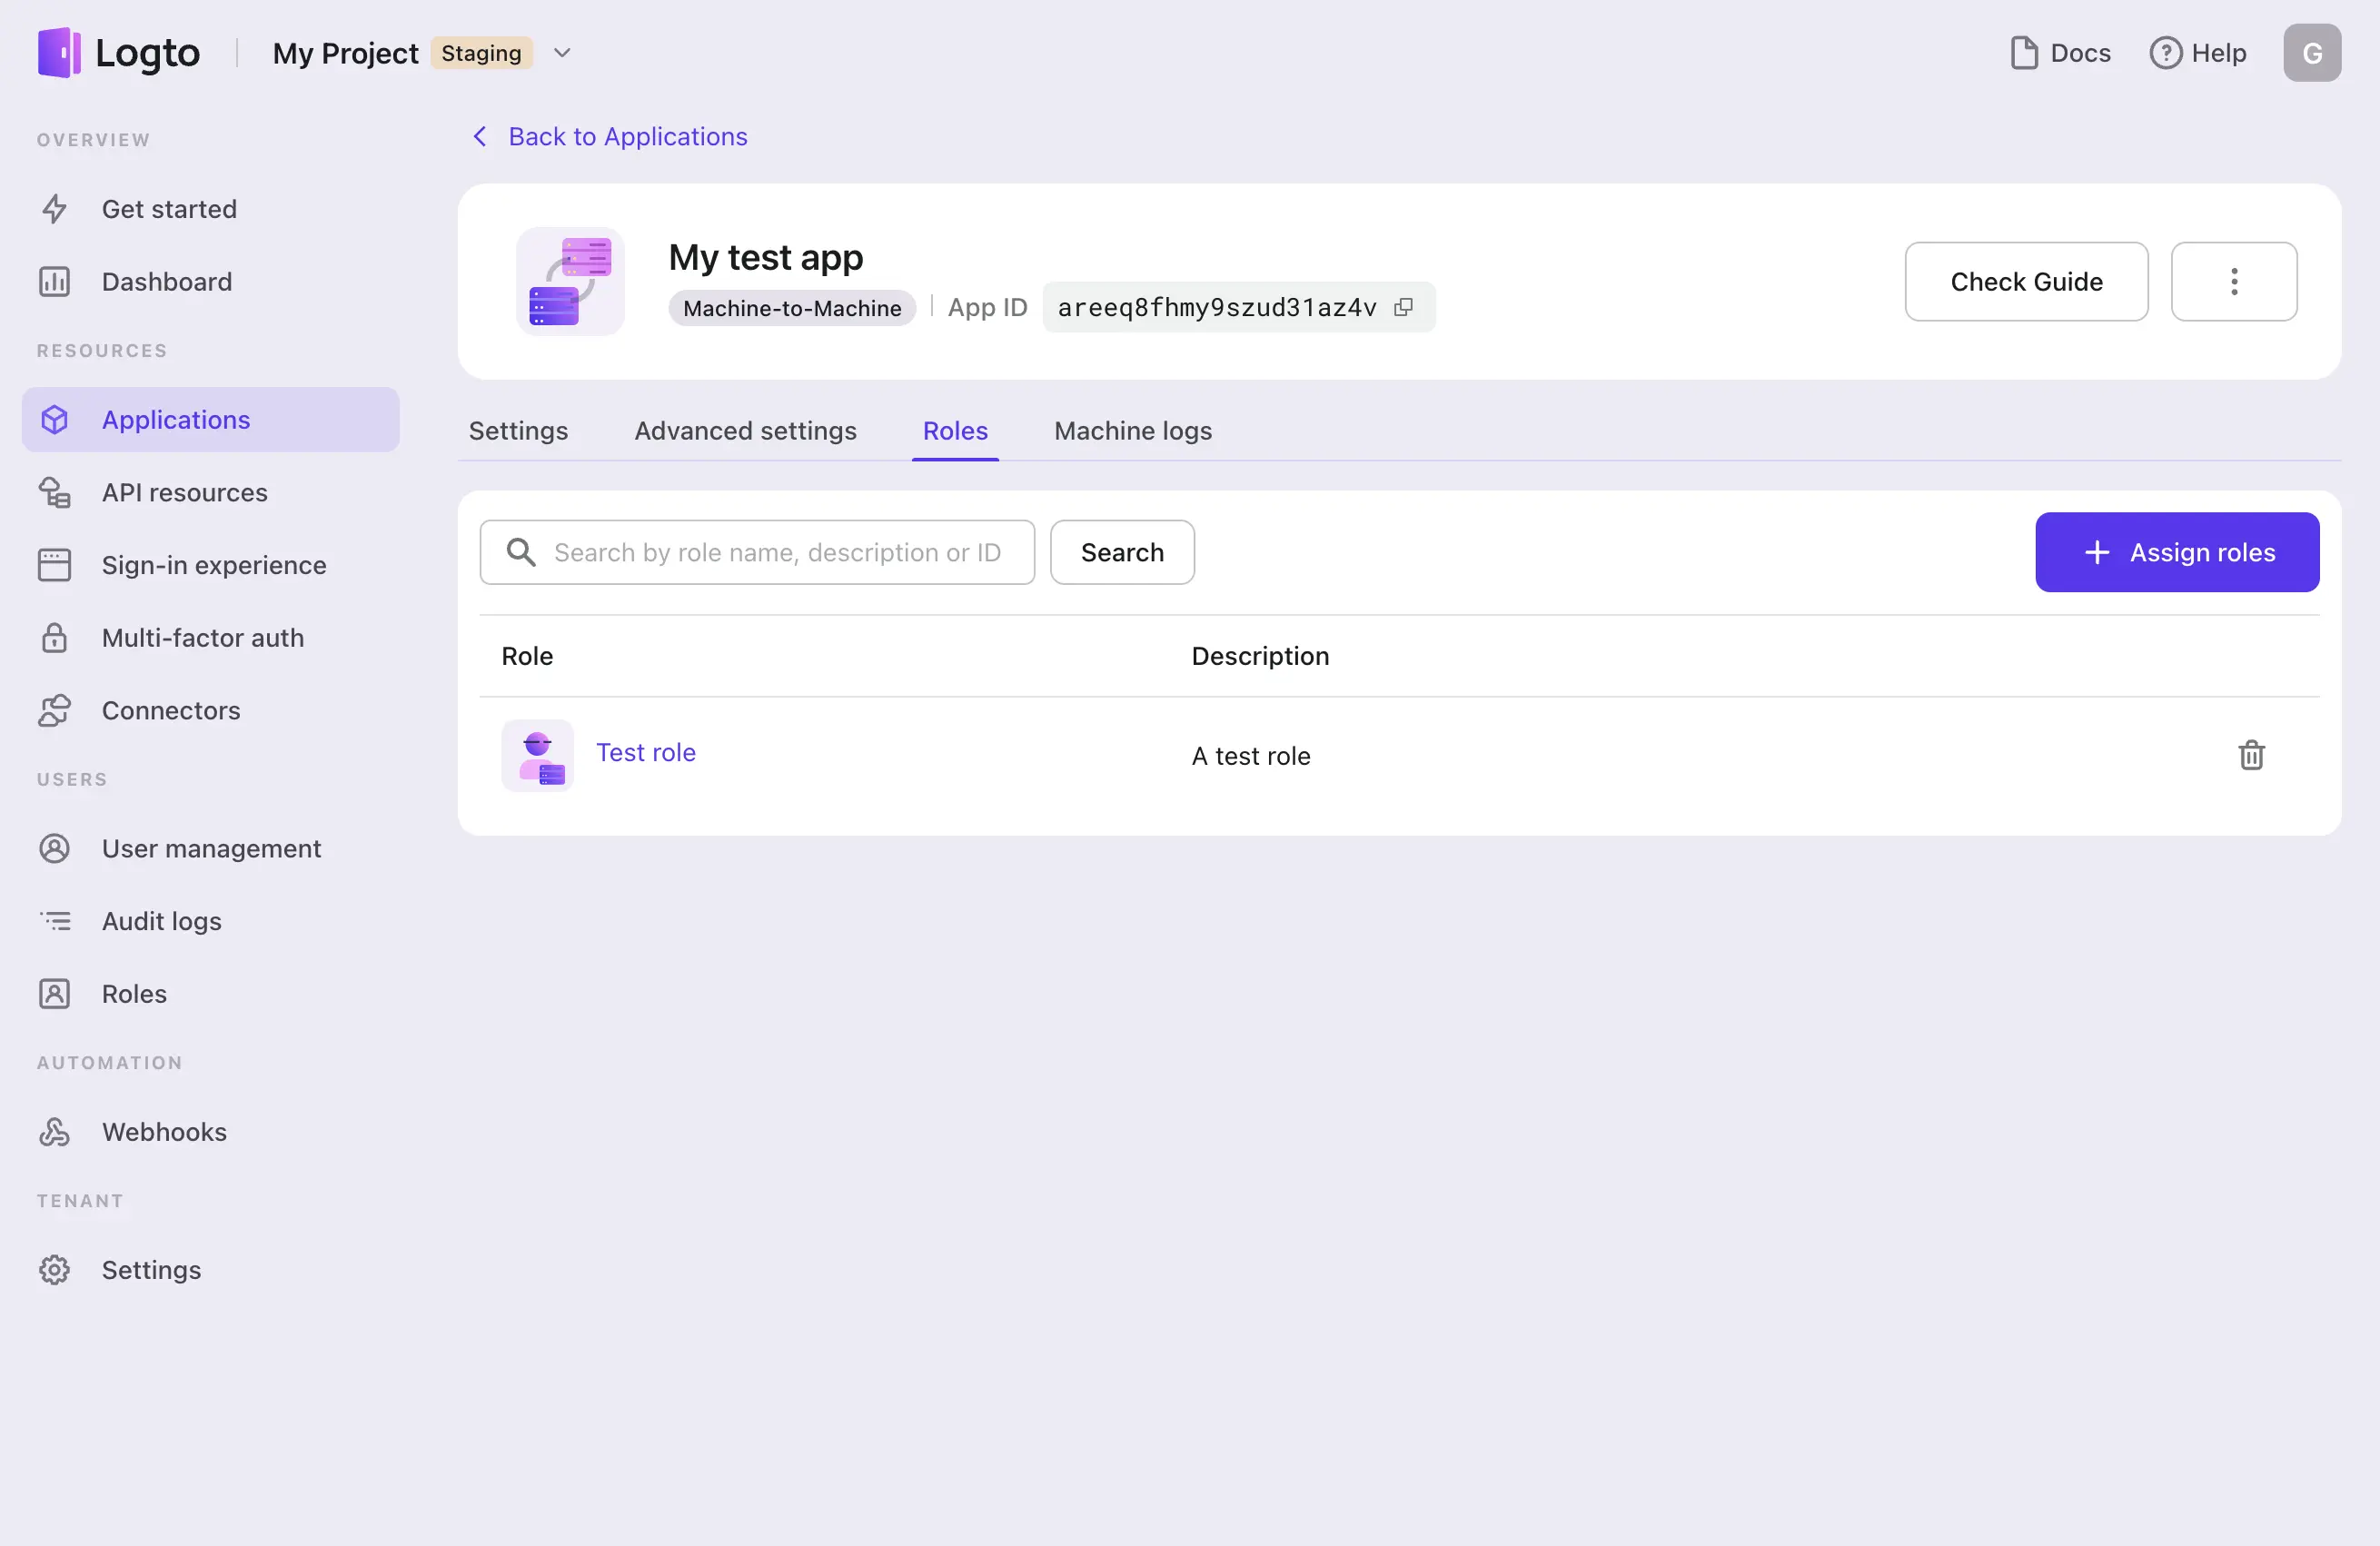 Logto
My Project Staging
Docs
Help
G
OVERVIEW
Get started
Dashboard
RESOURCES
Applications
API resources
Sign-in experience
Multi-factor auth
Connectors
USERS
User management
Audit logs
Roles
AUTOMATION
Webhooks
TENANT
Settings
Back to Applications
My test app
Machine-to-Machine App ID areeq8fhmy9szud31az4v
Check Guide
Settings Advanced settings Roles Machine logs
Search by role name, description or ID
Search
Assign roles
Role Description
Test role A test role